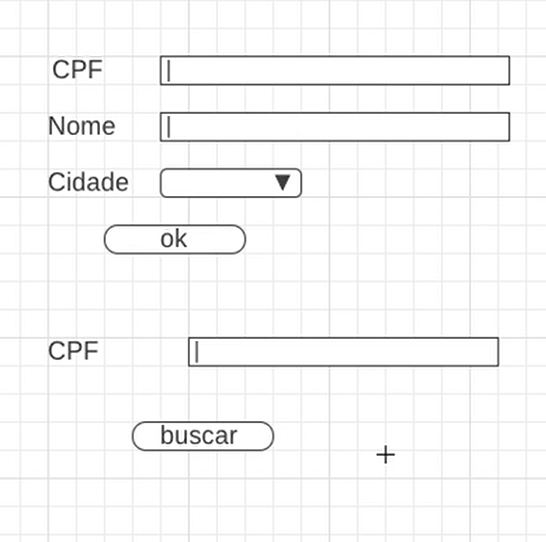 CPF
Nome
Cidade
ok
CPF
buscar